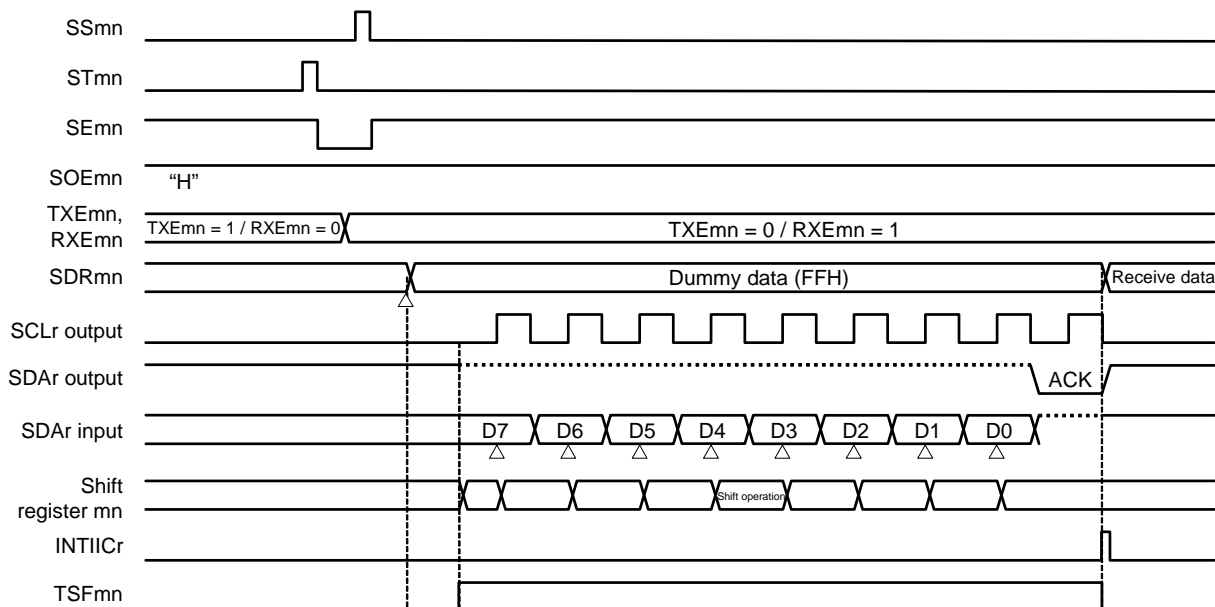 SSmn
STmn
SEmn
SOEmn “H”
TXEmn,
RXEmn
TXEmn = 1 / RXEmn = 0 TXEmn = 0 / RXEmn = 1
SDRmn Dummy data (FFH) Receive data
SCLr output
SDAr output ACK
SDAr input D7 D6 D5 D4 D3 D2 D1 D0
Shift
register mn
Shift operation
INTIICr
TSFmn